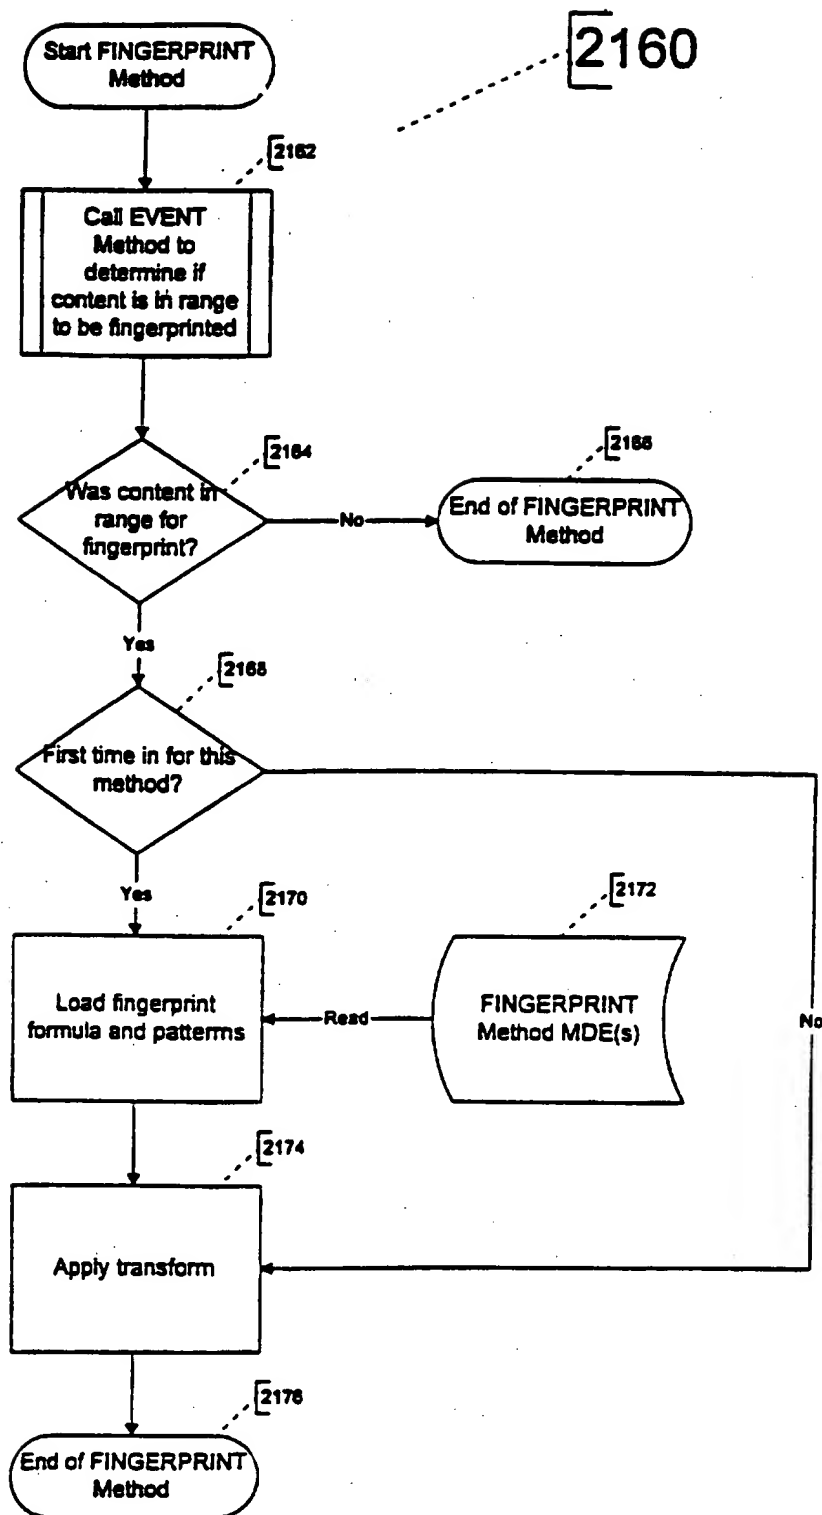 Start FINGERPRINT
Method
2160
2162
Call EVENT
Method to
determine if
content is in range
to be fingerprinted
2164
Was content in
range for
fingerprint?
No
2166
End of FINGERPRINT
Method
Yes
2168
First time in for this
method?
Yes
2170
2172
Load fingerprint
formula and patterns
Read
FINGERPRINT
Method MDE(s)
No
2174
Apply transform
2176
End of FINGERPRINT
Method